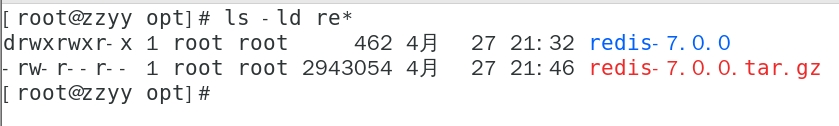 [root@zzyy opt]# ls -ld re*
drwxrwxr-x 1 root root     462 4月  27 21:32 redis-7.0.0
-rw-r--r-- 1 root root 2943054 4月  27 21:46 redis-7.0.0.tar.gz
[root@zzyy opt]#